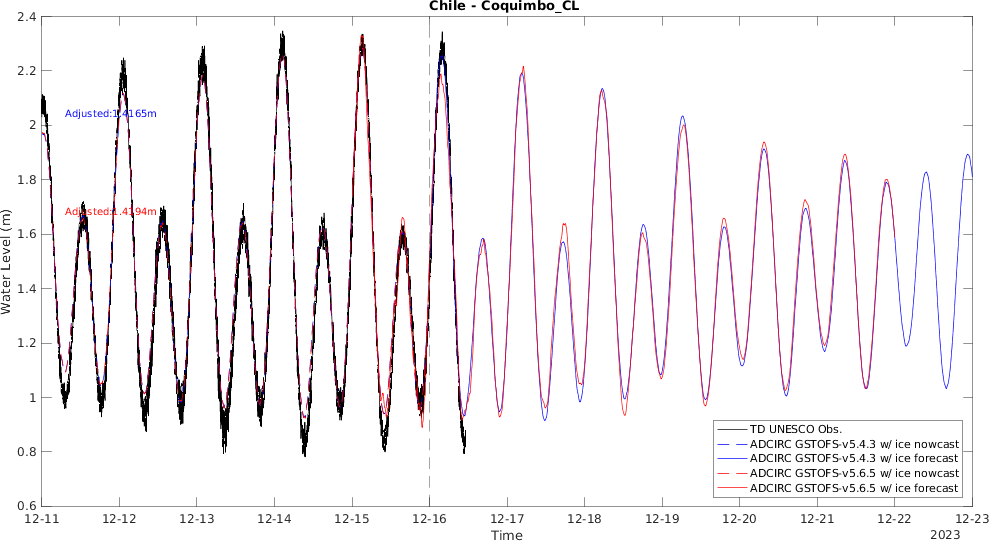 Chile - Coquimbo_CL
Water Level (m)
2.4
2.2
2
1.8
1.6
1.4
1.2
1
0.8
0.6
Adjusted:1.4165m
Adjusted:1.4194m
TD UNESCO Obs.
ADCIRC GSTOFS-v5.4.3 w/ ice nowcast
ADCIRC GSTOFS-v5.4.3 w/ ice forecast
ADCIRC GSTOFS-v5.6.5 w/ ice nowcast
ADCIRC GSTOFS-v5.6.5 w/ ice forecast
12-11 12-12 12-13 12-14 12-15 12-16 12-17 12-18 12-19 12-20 12-21 12-22 12-23
Time
2023